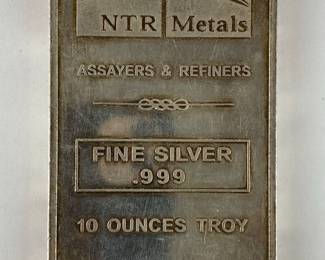 NTR Metals
ASSAYERS & REFINERS
FINE SILVER
.999
10 OUNCES TROY